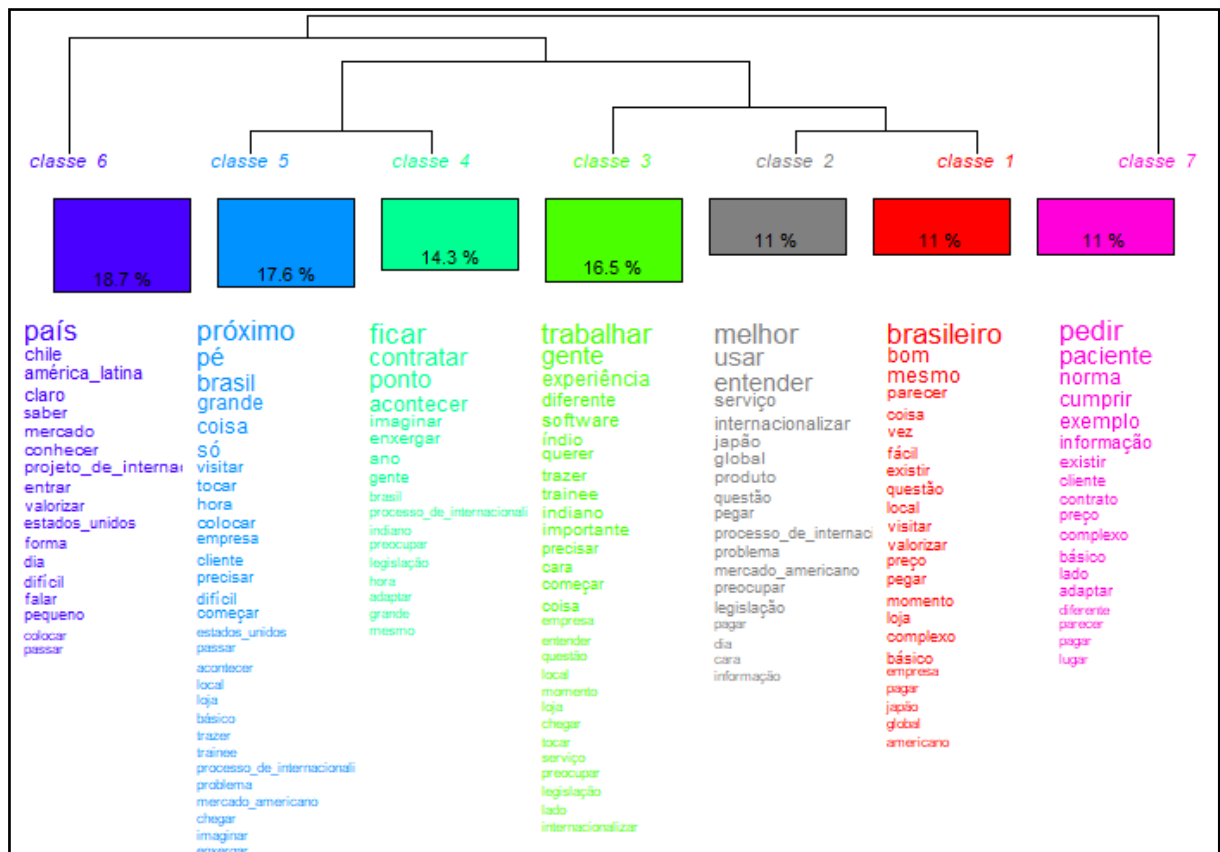 classe 6
classe 5
classe 4
classe 3
classe 2
classe 1
classe 7
18.7 %
17.6 %
14.3 %
16.5 %
11 %
11 %
11 %
país
chile
américa_latina
claro
saber
mercado
conhecer
projeto_de_internaci
entrar
valorizar
estados_unidos
forma
dia
difícil
falar
pequeno
colocar
passar
próximo
pé
brasil
grande
coisa
só
visitar
tocar
hora
colocar
empresa
cliente
precisar
difícil
começar
estados_unidos
passar
acontecer
local
loja
básico
trazer
trainee
processo_de_internacionali
problema
mercado_americano
chegar
imaginar
enxergar
ficar
contratar
ponto
acontecer
imaginar
enxergar
ano
gente
brasil
processo_de_internacionali
indiano
preocupar
legislação
hora
adaptar
grande
mesmo
trabalhar
gente
experiência
diferente
software
índio
querer
trazer
trainee
indiano
importante
precisar
cara
começar
coisa
empresa
entender
questão
local
momento
loja
chegar
tocar
serviço
preocupar
legislação
lado
internacionalizar
melhor
usar
entender
serviço
internacionalizar
japão
global
produto
questão
pegar
processo_de_internaci
problema
mercado_americano
preocupar
legislação
pagar
dia
cara
informação
brasileiro
bom
mesmo
parecer
coisa
vez
fácil
existir
questão
local
visitar
valorizar
preço
pegar
momento
loja
complexo
básico
empresa
pagar
japão
global
americano
pedir
paciente
norma
cumprir
exemplo
informação
existir
cliente
contrato
preço
complexo
básico
lado
adaptar
diferente
parecer
pagar
lugar